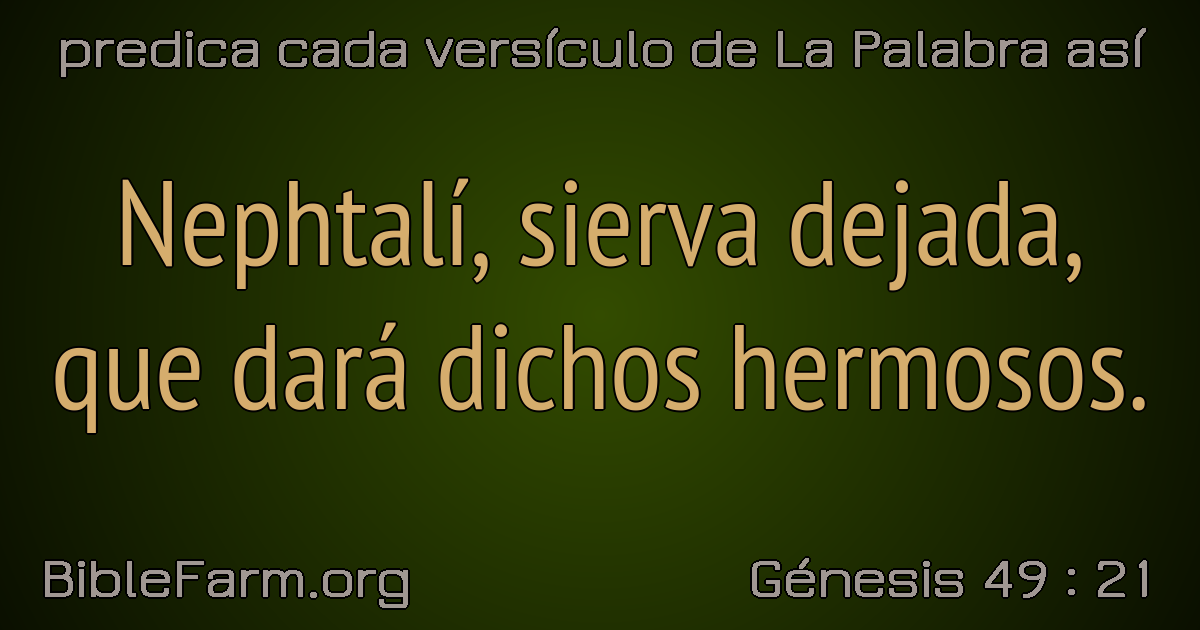 predica cada versículo de La Palabra así
Nephtalí, sierva dejada,
que dará dichos hermosos.
BibleFarm.org
Génesis 49 : 21